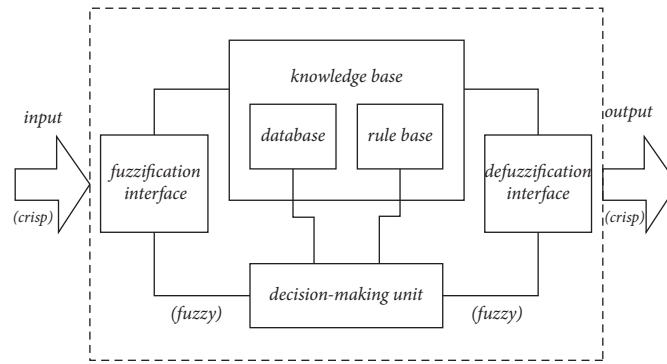 knowledge base
input
output
database
rule base
fuzzification
interface
defuzzification
interface
(crisp)
(crisp)
decision-making unit
(fuzzy)
(fuzzy)